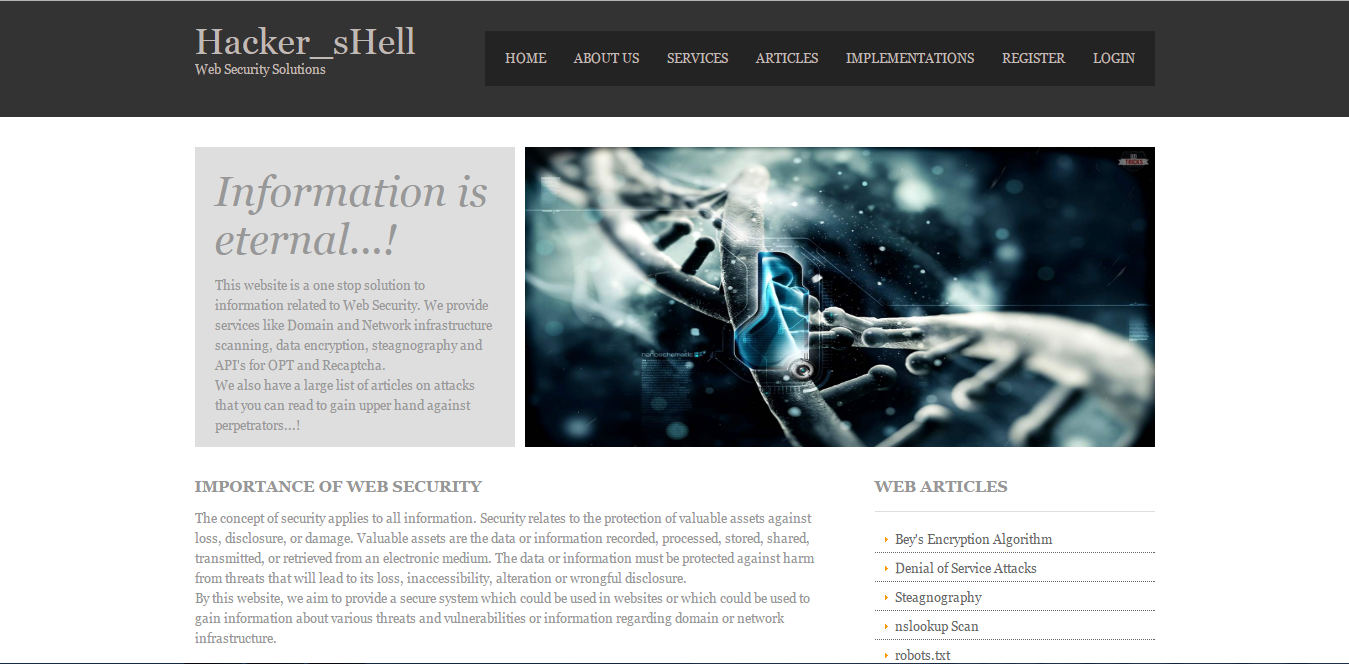 Hacker_sHell
Web Security Solutions
HOME
ABOUT US
SERVICES
ARTICLES
IMPLEMENTATIONS
REGISTER
LOGIN
Information is
eternal...!
This website is a one stop solution to
information related to Web Security. We provide
services like Domain and Network infrastructure
scanning, data encryption, steagnography and
API's for OPT and Recaptcha.
We also have a large list of articles on attacks
that you can read to gain upper hand against
perpetrators...!
IMPORTANCE OF WEB SECURITY
The concept of security applies to all information. Security relates to the protection of valuable assets against
loss, disclosure, or damage. Valuable assets are the data or information recorded, processed, stored, shared,
transmitted, or retrieved from an electronic medium. The data or information must be protected against harm
from threats that will lead to its loss, inaccessibility, alteration or wrongful disclosure.
By this website, we aim to provide a secure system which could be used in websites or which could be used to
gain information about various threats and vulnerabilities or information regarding domain or network
infrastructure.
WEB ARTICLES
Bey's Encryption Algorithm
Denial of Service Attacks
Steagnography
nslookup Scan
robots.txt